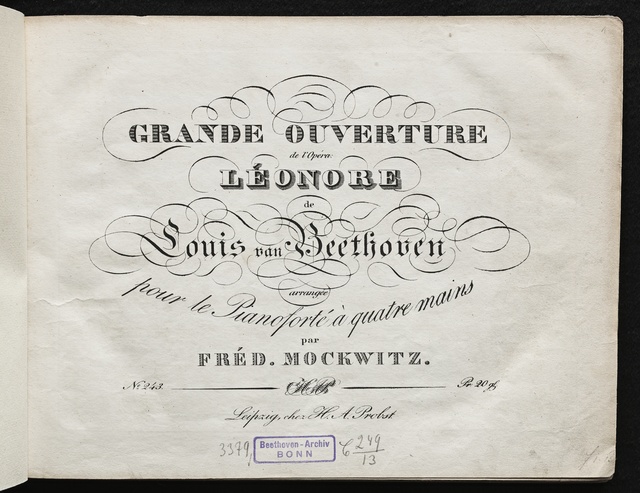 GRANDE OUVERTURE
de l'Opéra:
LÉONORE
de
Louis van Beethoven
arrangée
pour le Pianoforté à quatre mains
par
FRÉD. MOCKWITZ.
No. 243. HAP Pr. 20 gr.
Leipzig, chez H. A. Probst
3379, Beethoven-Archiv BONN C 249/13